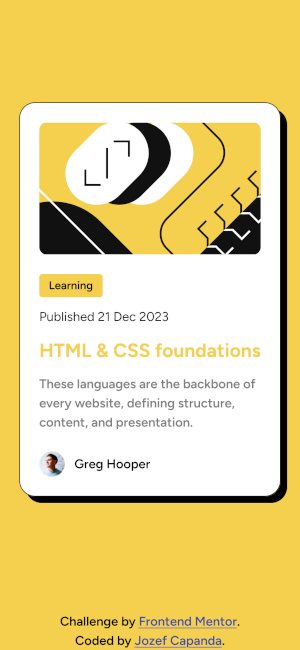 Learning
Published 21 Dec 2023
HTML & CSS foundations
These languages are the backbone of
every website, defining structure,
content, and presentation.
Greg Hooper
Challenge by Frontend Mentor.
Coded by Jozef Capanda.